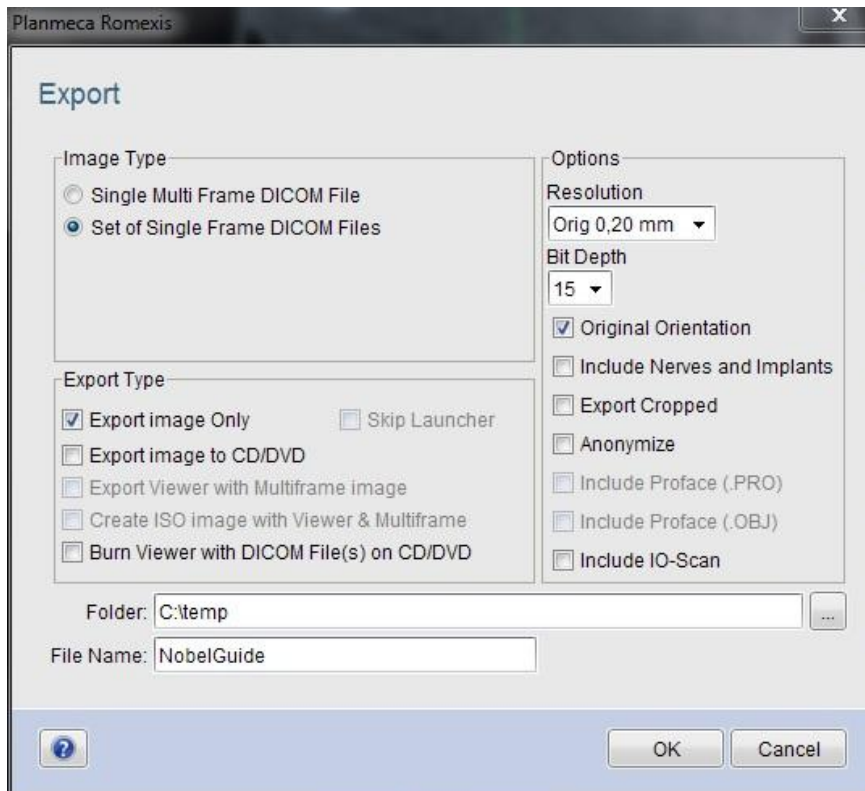 Planmeca Romexis
x
Export
Image Type
Single Multi Frame DICOM File
Set of Single Frame DICOM Files
Export Type
Export image Only
Skip Launcher
Export image to CD/DVD
Export Viewer with Multiframe image
Create ISO image with Viewer & Multiframe
Burn Viewer with DICOM File(s) on CD/DVD
Options
Resolution
Orig 0,20 mm
Bit Depth
15
Original Orientation
Include Nerves and Implants
Export Cropped
Anonymize
Include Proface (.PRO)
Include Proface (.OBJ)
Include IO-Scan
Folder: C:\temp
...
File Name: NobelGuide
?
OK
Cancel